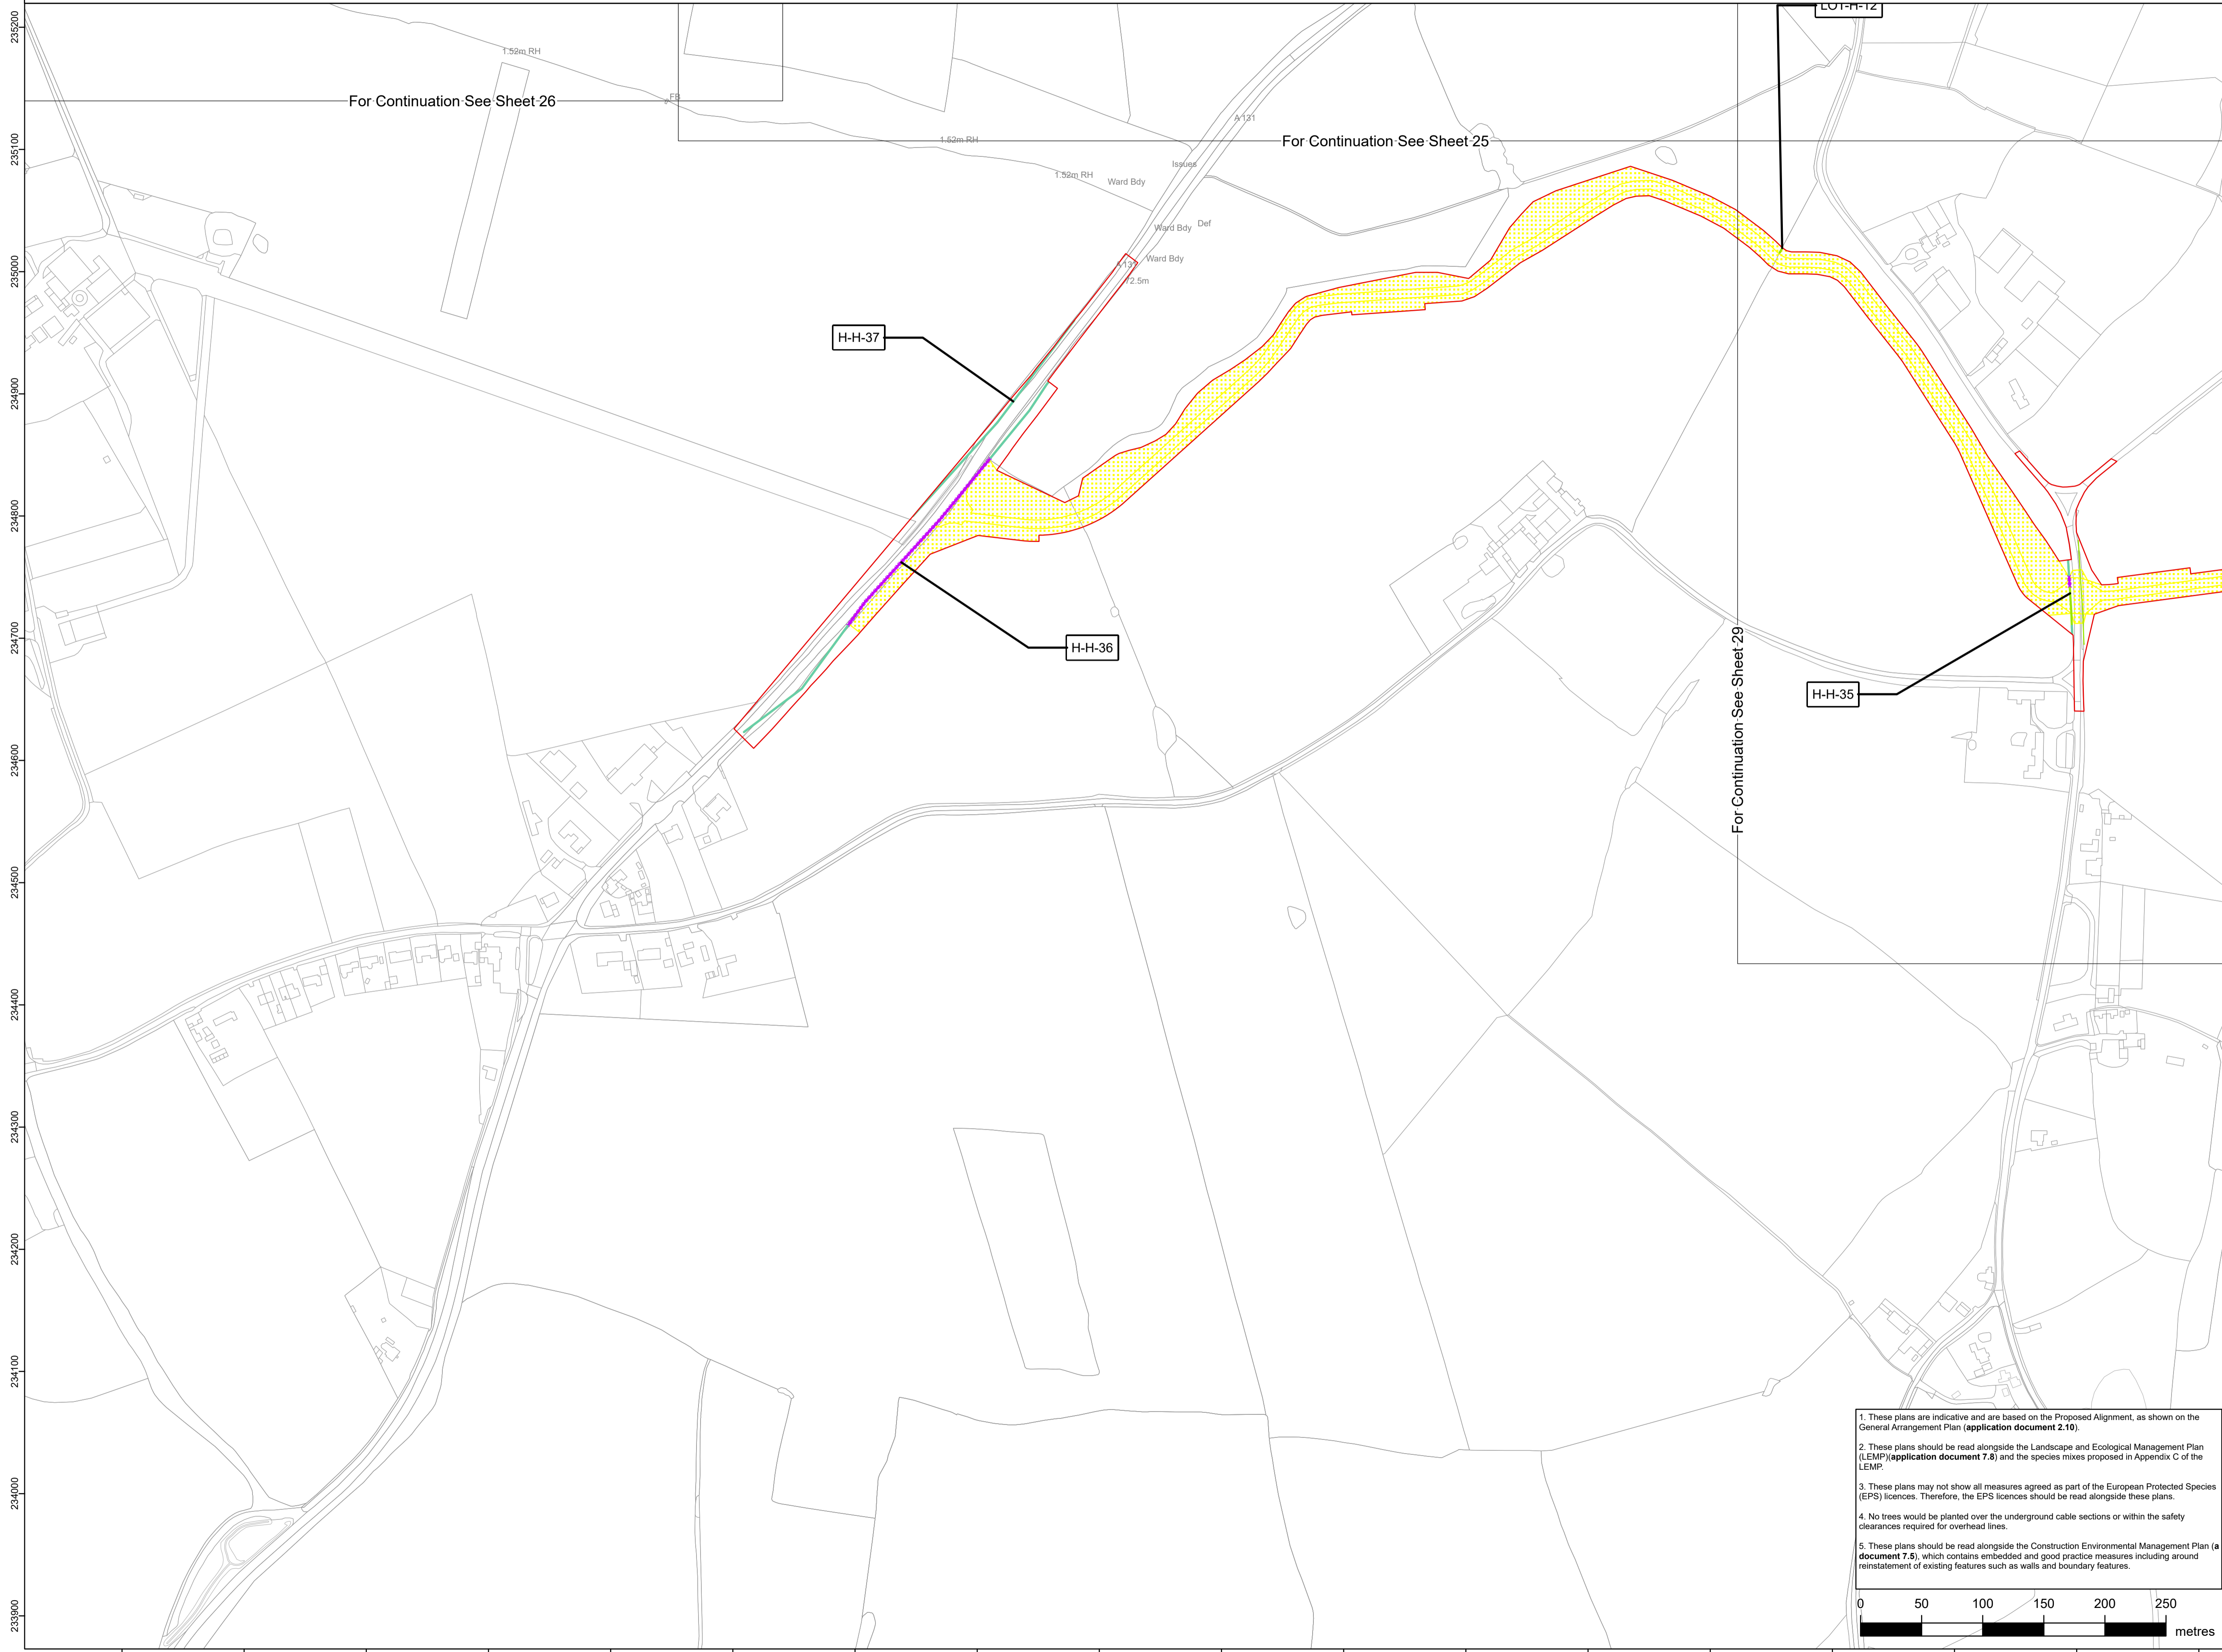 LOT-H-12
235200
1.52m RH
For Continuation See Sheet 26
FB
A 131
235100
1.52m RH
For Continuation See Sheet 25
Issues
1.52m RH
Ward Bdy
Ward Bdy
Def
Ward Bdy
235000
72.5m
H-H-37
234900
234800
234700
H-H-36
For Continuation See Sheet 29
H-H-35
234600
234500
234400
234300
234200
234100
234000
233900
1. These plans are indicative and are based on the Proposed Alignment, as shown on the
General Arrangement Plan (application document 2.10).
2. These plans should be read alongside the Landscape and Ecological Management Plan
(LEMP)(application document 7.8) and the species mixes proposed in Appendix C of the
LEMP.
3. These plans may not show all measures agreed as part of the European Protected Species
(EPS) licences. Therefore, the EPS licences should be read alongside these plans.
4. No trees would be planted over the underground cable sections or within the safety
clearances required for overhead lines.
5. These plans should be read alongside the Construction Environmental Management Plan (a
document 7.5), which contains embedded and good practice measures including around
reinstatement of existing features such as walls and boundary features.
0 50 100 150 200 250
metres